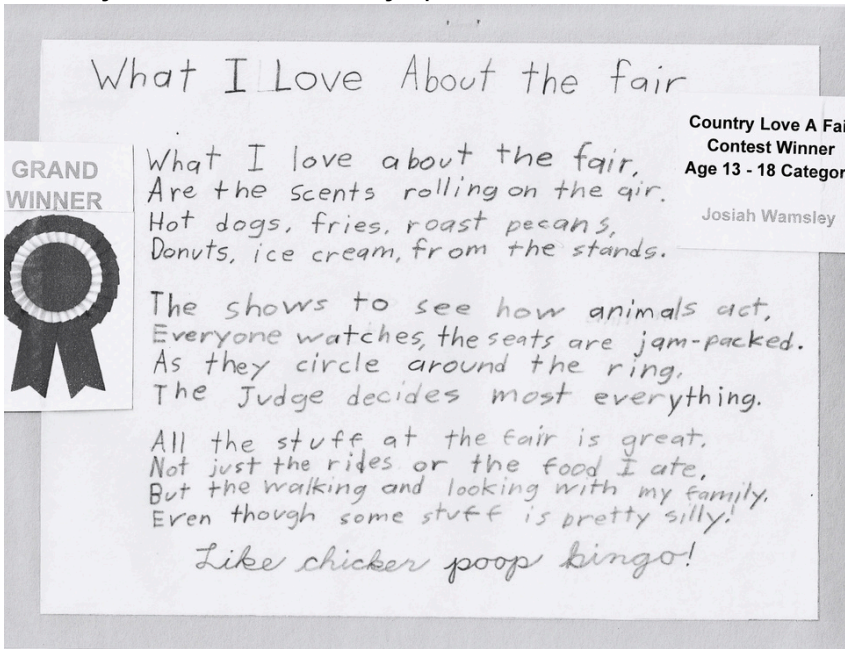 What I Love About the fair
Country Love A Fai
Contest Winner
Age 13 - 18 Categor
Josiah Wamsley
GRAND
WINNER
What I love about the fair,
Are the scents rolling on the air.
Hot dogs, fries, roast pecans,
Donuts, ice cream, from the stands.
The shows to see how animals act,
Everyone watches, the seats are jam-packed.
As they circle around the ring,
The Judge decides most everything.
All the stuff at the fair is great,
Not just the rides or the food I ate,
But the walking and looking with my family,
Even though some stuff is pretty silly!
Like chicken poop bingo!